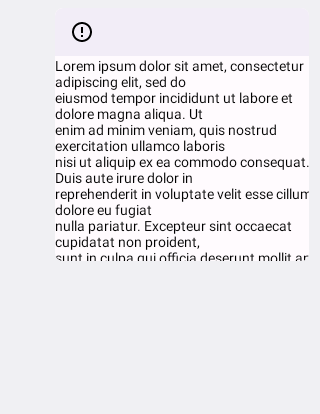 Lorem ipsum dolor sit amet, consectetur
adipiscing elit, sed do
eiusmod tempor incididunt ut labore et
dolore magna aliqua. Ut
enim ad minim veniam, quis nostrud
exercitation ullamco laboris
nisi ut aliquip ex ea commodo consequat.
Duis aute irure dolor in
reprehenderit in voluptate velit esse cillum
dolore eu fugiat
nulla pariatur. Excepteur sint occaecat
cupidatat non proident,
sunt in culpa qui officia deserunt mollit